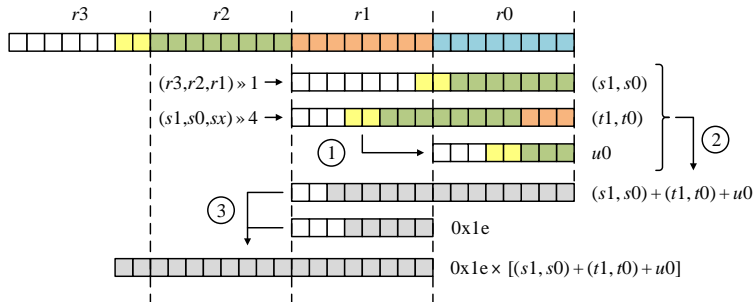 r3 r2 r1 r0
(r3,r2,r1) » 1 (s1,s0)
(s1,s0,sx) » 4 (t1,t0)
① u0 ②
(s1,s0) + (t1,t0) + u0
③ 0x1e
0x1e × [(s1,s0) + (t1,t0) + u0]